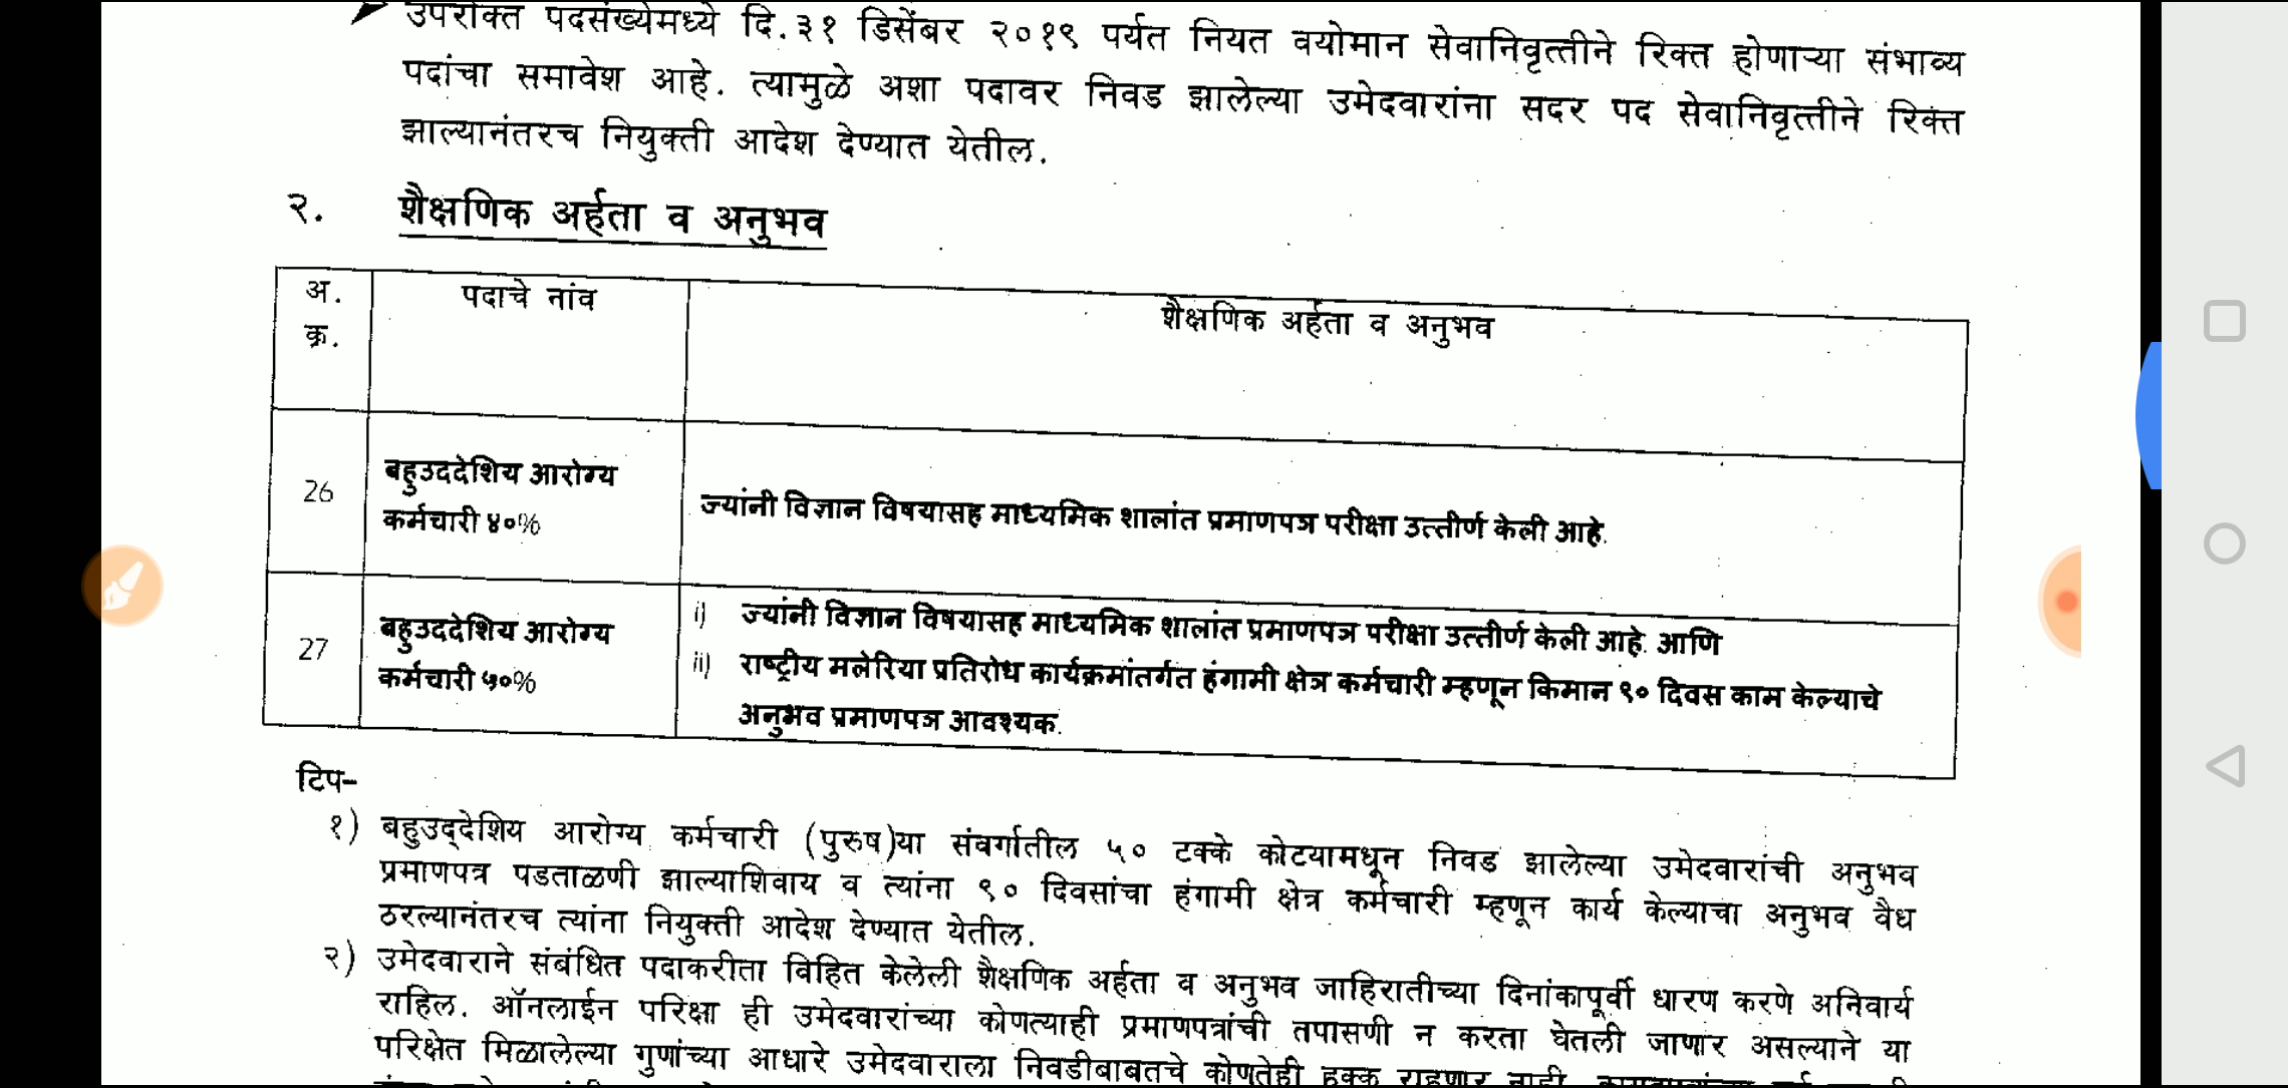 उपरोक्त पदसंख्येमध्ये दि.३१ डिसेंबर २०१९ पर्यंत नियत वयोमान सेवानिवृत्तीने रिक्त होणाऱ्या संभाव्य
पदांचा समावेश आहे. त्यामुळे अशा पदावर निवड झालेल्या उमेदवारांना सदर पद सेवानिवृत्तीने रिक्त
झाल्यानंतरच नियुक्ती आदेश देण्यात येतील.
२. शैक्षणिक अर्हता व अनुभव
अ. पदाचे नांव शैक्षणिक अर्हता व अनुभव
क्र.
26 बहुउददेशिय आरोग्य
कर्मचारी ४०%
ज्यांनी विज्ञान विषयासह माध्यमिक शालांत प्रमाणपत्र परीक्षा उत्तीर्ण केली आहे.
27 बहुउददेशिय आरोग्य
कर्मचारी ५०%
i) ज्यांनी विज्ञान विषयासह माध्यमिक शालांत प्रमाणपत्र परीक्षा उत्तीर्ण केली आहे. आणि
ii) राष्ट्रीय मलेरिया प्रतिरोध कार्यक्रमांतर्गत हंगामी क्षेत्र कर्मचारी म्हणून किमान ९० दिवस काम केल्याचे
अनुभव प्रमाणपत्र आवश्यक.
टिप-
१) बहुउद्देशिय आरोग्य कर्मचारी (पुरुष)या संवर्गातील ५० टक्के कोटयामधून निवड झालेल्या उमेदवारांची अनुभव
प्रमाणपत्र पडताळणी झाल्याशिवाय व त्यांना ९० दिवसांचा हंगामी क्षेत्र कर्मचारी म्हणून कार्य केल्याचा अनुभव वैध
ठरल्यानंतरच त्यांना नियुक्ती आदेश देण्यात येतील.
२) उमेदवाराने संबंधित पदाकरीता विहित केलेली शैक्षणिक अर्हता व अनुभव जाहिरातीच्या दिनांकापूर्वी धारण करणे अनिवार्य
राहिल. ऑनलाईन परिक्षा ही उमेदवारांच्या कोणत्याही प्रमाणपत्रांची तपासणी न करता घेतली जाणार असल्याने या
परिक्षेत मिळालेल्या गुणांच्या आधारे उमेदवाराला निवडीबाबतचे कोणतेही हक्क राहणार नाही.